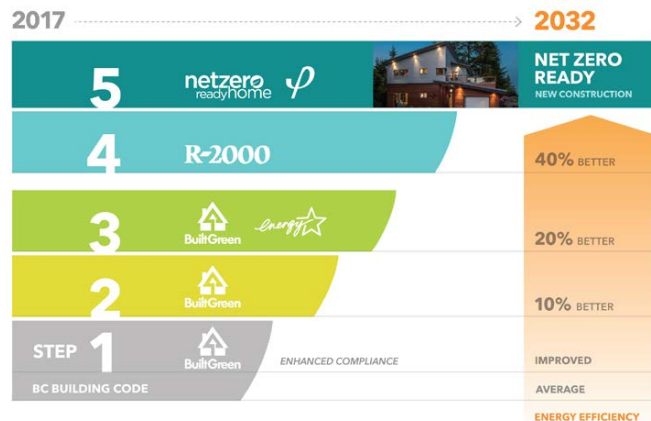 2017
2032
5
netzero
readyhome
NET ZERO
READY
NEW CONSTRUCTION
4
R-2000
40% BETTER
3
BuiltGreen
energy
20% BETTER
2
BuiltGreen
10% BETTER
STEP 1
BuiltGreen
ENHANCED COMPLIANCE
IMPROVED
BC BUILDING CODE
AVERAGE
ENERGY EFFICIENCY